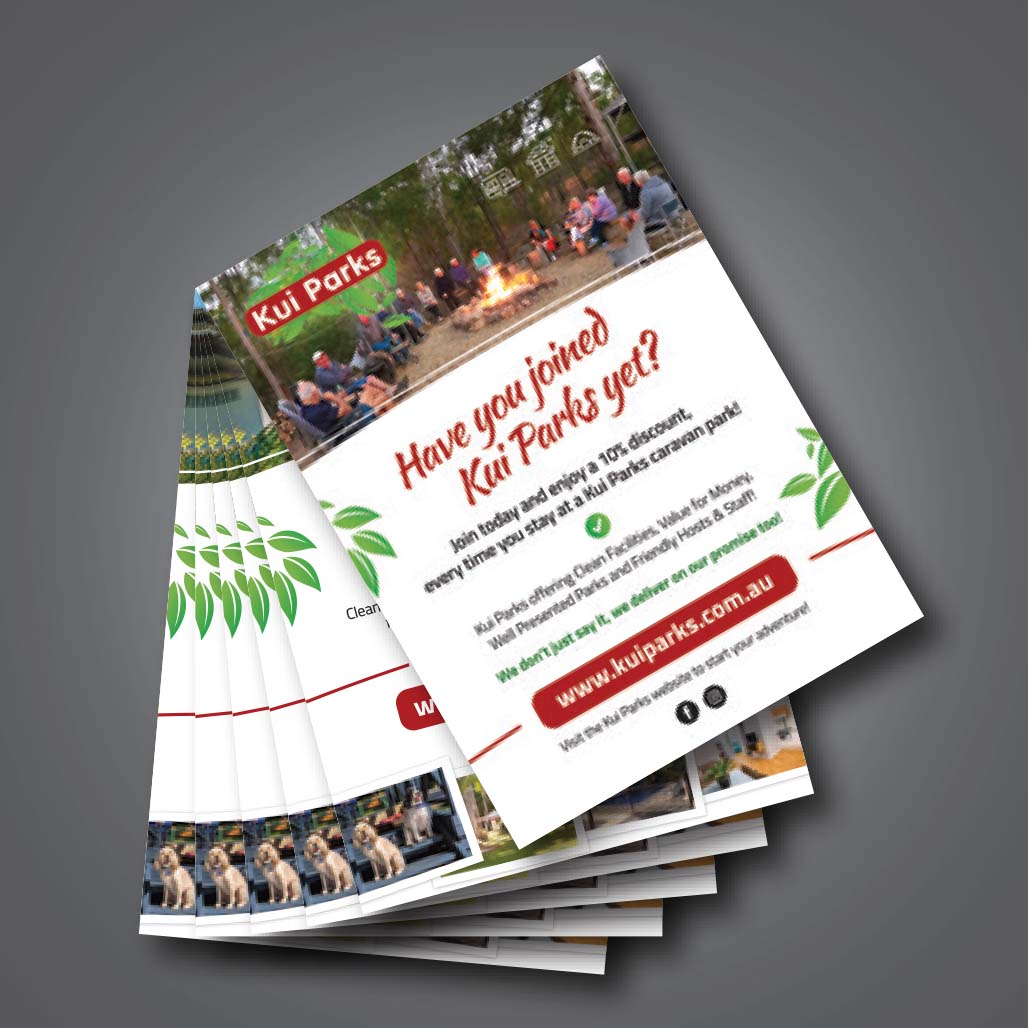 Kui Parks
Have you joined
Kui Parks yet?
Join today and enjoy a 10% discount,
every time you stay at a Kui Parks caravan park!
Kui Parks offering Clean Facilities, Value for Money,
Well Presented Parks and Friendly Hosts & Staff!
We don't just say it, we deliver on our promise too!
www.kuiparks.com.au
Visit the Kui Parks website to start your adventure!
Clean
w